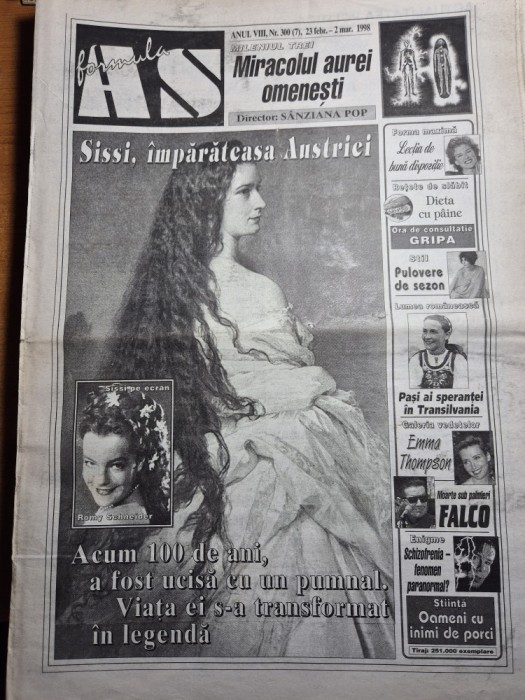 formula
AS
ANUL VIII, Nr. 300 (7), 23 febr. – 2 mar. 1998
MILENIUL TREI
Miracolul aurei
omenești
Director: SÂNZIANA POP
Sissi, împărăteasa Austriei
Sissi pe ecran
Romy Schneider
Acum 100 de ani,
a fost ucisă cu un pumnal.
Viața ei s-a transformat
în legendă
Forma maximă
Lecția de
bună dispoziție
Rețete de slăbit
Dieta
cu pâine
Ora de consultație
GRIPA
Stil
Pulovere
de sezon
Lumea românească
Pași ai speranței
în Transilvania
Galeria vedetelor
Emma
Thompson
Moarte sub palmieri
FALCO
Enigme
Schizofrenia –
fenomen
paranormal?
Știință
Oameni cu
inimi de porci
Tiraj: 251.000 exemplare